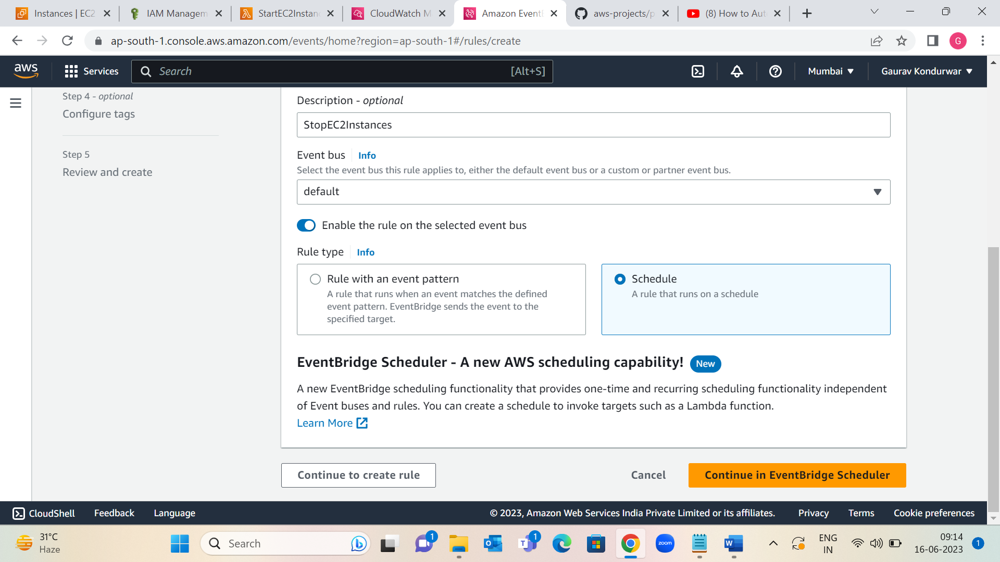 Instances | EC2
IAM Managem
StartEC2Instan
CloudWatch M
Amazon Event
aws-projects/p
(8) How to Aut
ap-south-1.console.aws.amazon.com/events/home?region=ap-south-1#/rules/create
G
aws
Services
Search
[Alt+S]
Mumbai
Gaurav Kondurwar
Step 4 - optional
Configure tags
Step 5
Review and create
Description - optional
StopEC2Instances
Event bus
Info
Select the event bus this rule applies to, either the default event bus or a custom or partner event bus.
default
Enable the rule on the selected event bus
Rule type
Info
Rule with an event pattern
A rule that runs when an event matches the defined
event pattern. EventBridge sends the event to the
specified target.
Schedule
A rule that runs on a schedule
EventBridge Scheduler - A new AWS scheduling capability!
New
A new EventBridge scheduling functionality that provides one-time and recurring scheduling functionality independent
of Event buses and rules. You can create a schedule to invoke targets such as a Lambda function.
Learn More
Continue to create rule
Cancel
Continue in EventBridge Scheduler
CloudShell
Feedback
Language
© 2023, Amazon Web Services India Private Limited or its affiliates.
Privacy
Terms
Cookie preferences
31°C
Haze
Search
1
1
zoom
W
ENG
IN
09:14
16-06-2023
1